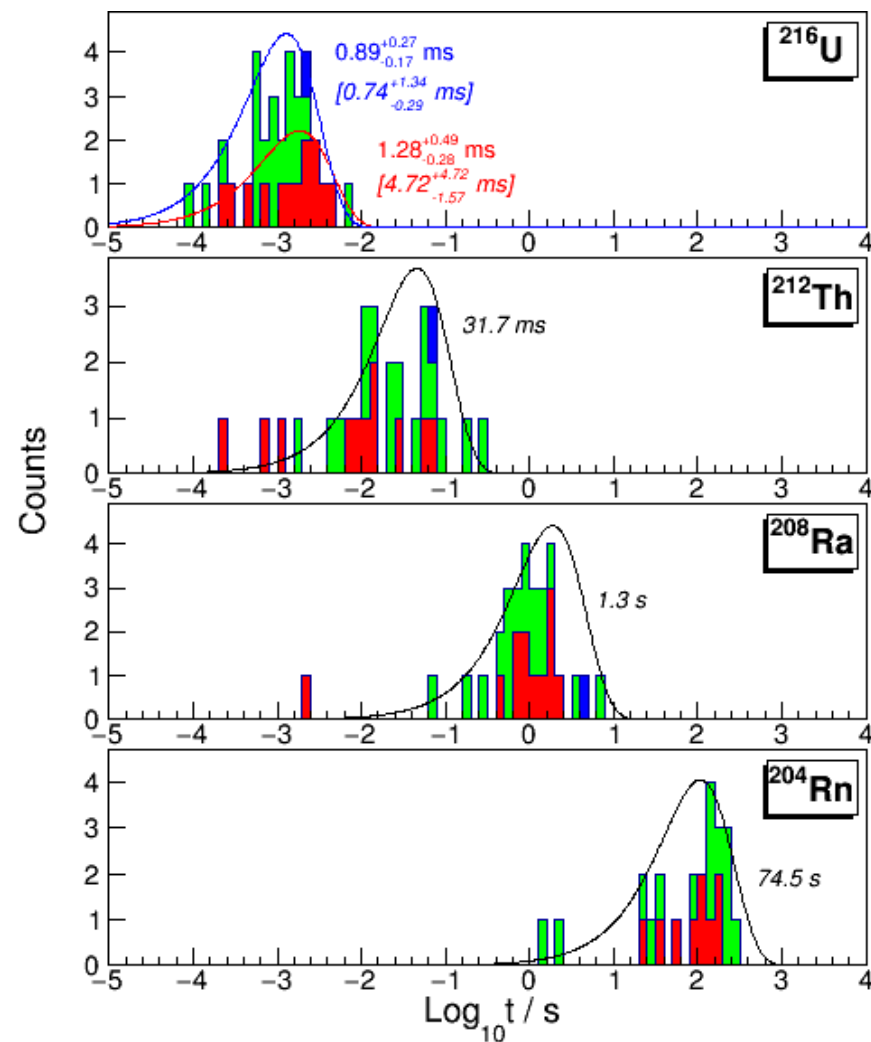 ²¹⁶U
0.89 +0.27 -0.17 ms
[0.74 +1.34 -0.29 ms]
1.28 +0.49 -0.28 ms
[4.72 +4.72 -1.57 ms]
4
3
2
1
0
−5 −4 −3 −2 −1 0 1 2 3 4
²¹²Th
31.7 ms
3
2
1
0
−5 −4 −3 −2 −1 0 1 2 3 4
Counts
²⁰⁸Ra
1.3 s
4
3
2
1
0
−5 −4 −3 −2 −1 0 1 2 3 4
²⁰⁴Rn
74.5 s
4
3
2
1
0
−5 −4 −3 −2 −1 0 1 2 3 4
Log₁₀t / s